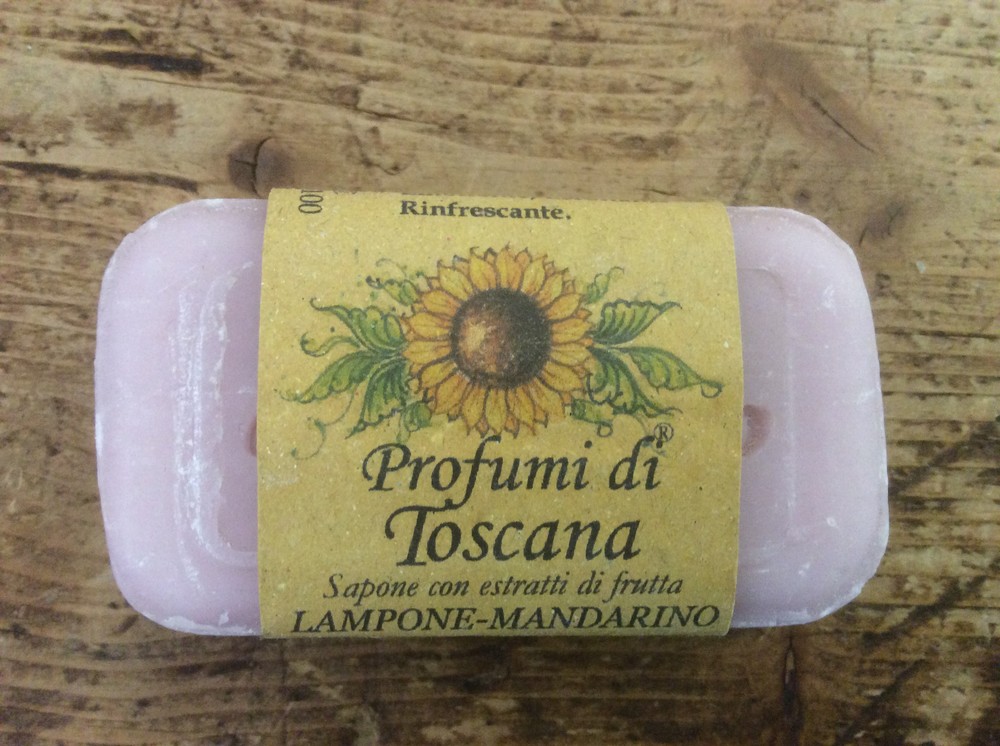 Rinfrescante.
Profumi di®
Toscana
Sapone con estratti di frutta
LAMPONE-MANDARINO